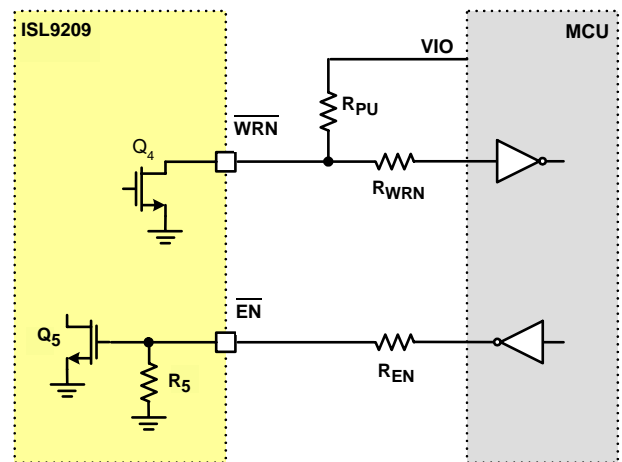 ISL9209
MCU
VIO
RPU
WRN
Q4
RWRN
EN
Q5
R5
REN